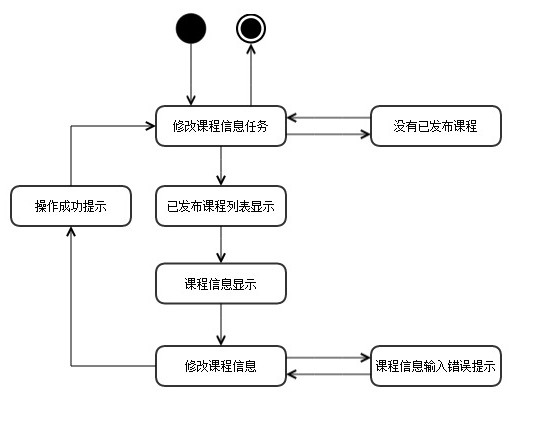 修改课程信息任务
没有已发布课程
操作成功提示
已发布课程列表显示
课程信息显示
修改课程信息
课程信息输入错误提示